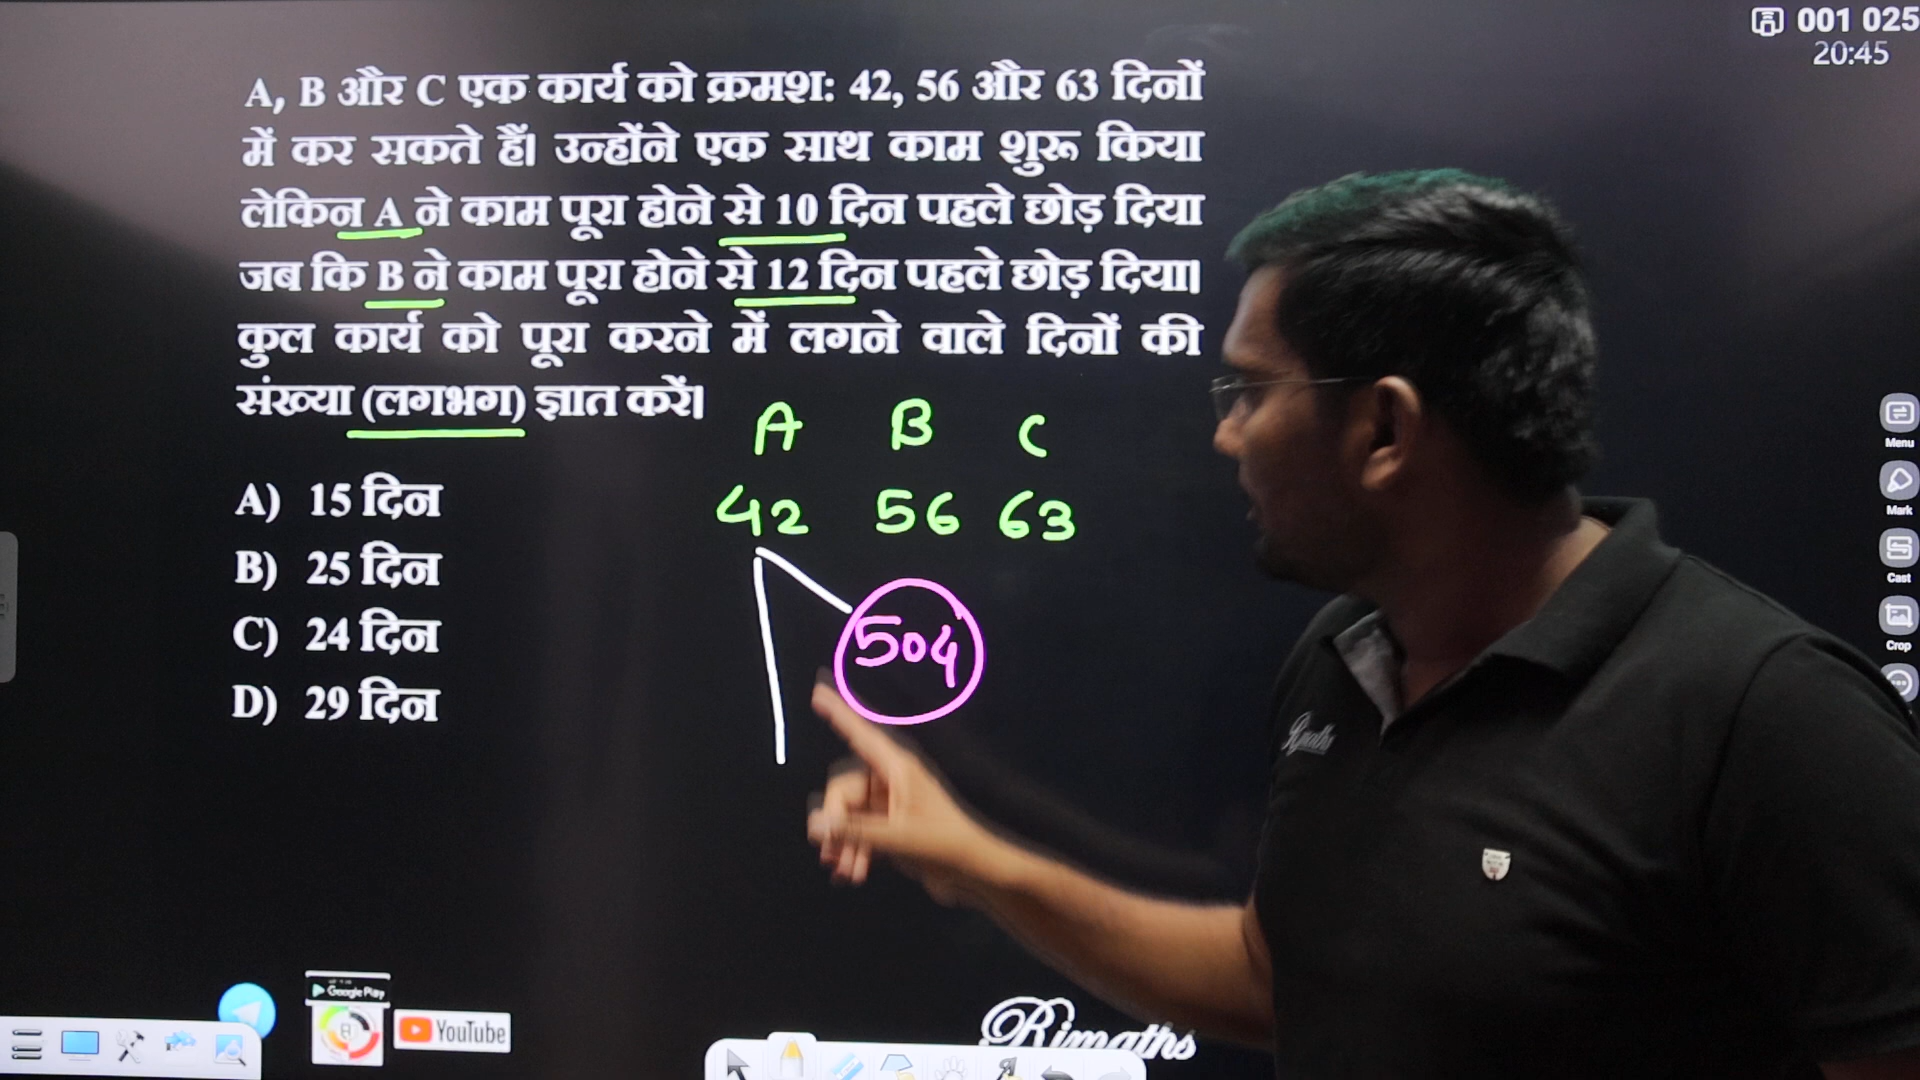 001 025
20:45
A, B और C एक कार्य को क्रमश: 42, 56 और 63 दिनों
में कर सकते हैं। उन्होंने एक साथ काम शुरू किया
लेकिन A ने काम पूरा होने से 10 दिन पहले छोड़ दिया
जब कि B ने काम पूरा होने से 12 दिन पहले छोड़ दिया।
कुल कार्य को पूरा करने में लगने वाले दिनों की
संख्या (लगभग) ज्ञात करें।
A) 15 दिन
B) 25 दिन
C) 24 दिन
D) 29 दिन
A B C
42 56 63
504
Menu
Mark
Cast
Crop
Rimaths
Google Play
YouTube
Rimaths